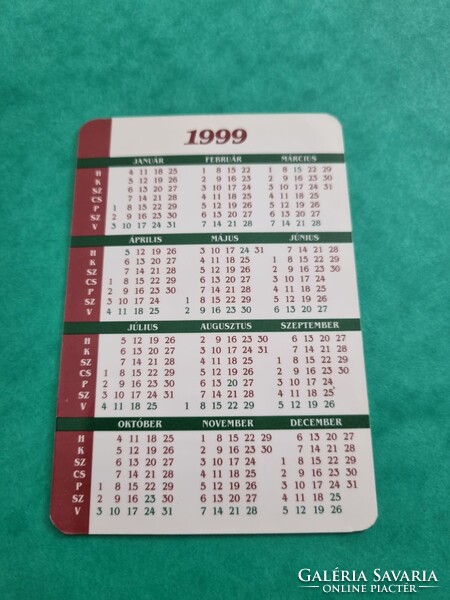 1999
JANUÁR FEBRUÁR MÁRCIUS
H 4 11 18 25 1 8 15 22 1 8 15 22 29
K 5 12 19 26 2 9 16 23 2 9 16 23 30
SZ 6 13 20 27 3 10 17 24 3 10 17 24 31
CS 7 14 21 28 4 11 18 25 4 11 18 25
P 1 8 15 22 29 5 12 19 26 5 12 19 26
SZ 2 9 16 23 30 6 13 20 27 6 13 20 27
V 3 10 17 24 31 7 14 21 28 7 14 21 28
ÁPRILIS MÁJUS JÚNIUS
H 5 12 19 26 3 10 17 24 31 7 14 21 28
K 6 13 20 27 4 11 18 25 1 8 15 22 29
SZ 7 14 21 28 5 12 19 26 2 9 16 23 30
CS 1 8 15 22 29 6 13 20 27 3 10 17 24
P 2 9 16 23 30 7 14 21 28 4 11 18 25
SZ 3 10 17 24 1 8 15 22 29 5 12 19 26
V 4 11 18 25 2 9 16 23 30 6 13 20 27
JÚLIUS AUGUSZTUS SZEPTEMBER
H 5 12 19 26 2 9 16 23 30 6 13 20 27
K 6 13 20 27 3 10 17 24 31 7 14 21 28
SZ 7 14 21 28 4 11 18 25 1 8 15 22 29
CS 1 8 15 22 29 5 12 19 26 2 9 16 23 30
P 2 9 16 23 30 6 13 20 27 3 10 17 24
SZ 3 10 17 24 31 7 14 21 28 4 11 18 25
V 4 11 18 25 1 8 15 22 29 5 12 19 26
OKTÓBER NOVEMBER DECEMBER
H 4 11 18 25 1 8 15 22 29 6 13 20 27
K 5 12 19 26 2 9 16 23 30 7 14 21 28
SZ 6 13 20 27 3 10 17 24 1 8 15 22 29
CS 7 14 21 28 4 11 18 25 2 9 16 23 30
P 1 8 15 22 29 5 12 19 26 3 10 17 24 31
SZ 2 9 16 23 30 6 13 20 27 4 11 18 25
V 3 10 17 24 31 7 14 21 28 5 12 19 26
GALÉRIA SAVARIA
ONLINE PIACTÉR